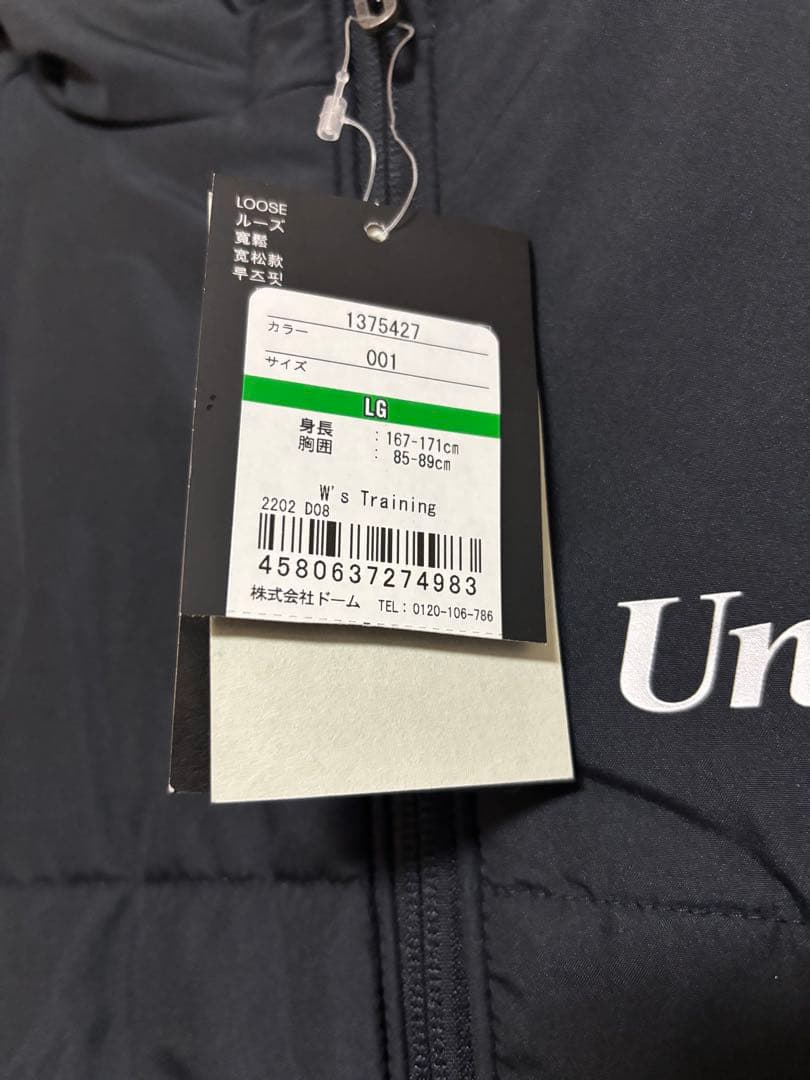 LOOSE
ルーズ
寬鬆
宽松款
루즈핏
1375427
カラー
001
サイズ
LG
身長 : 167-171cm
胸囲 : 85-89cm
W's Training
2202 D08
4580637274983
株式会社ドーム TEL: 0120-106-786
Un